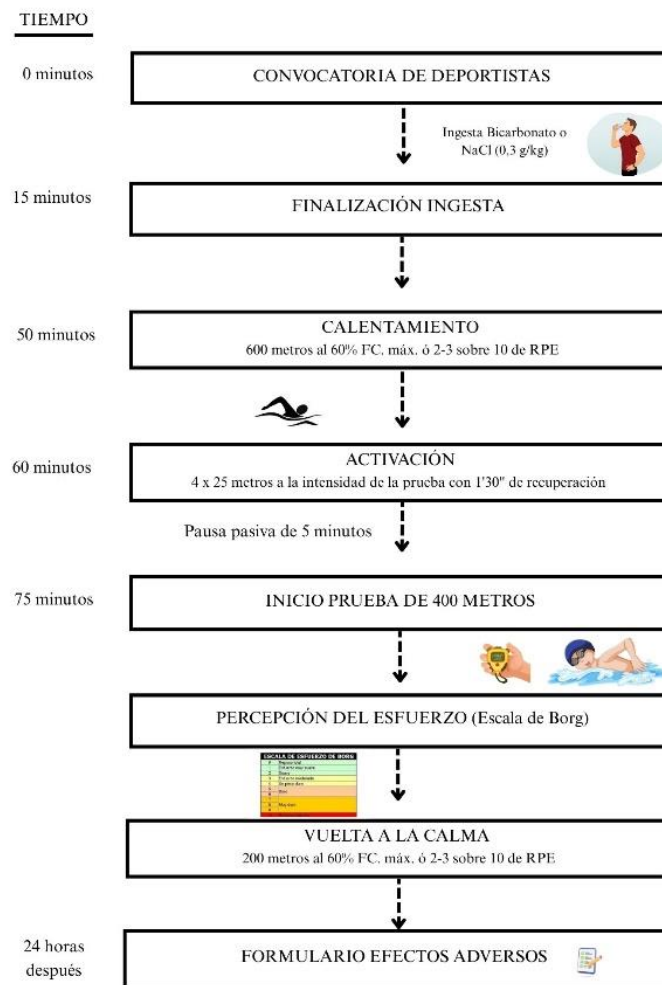 TIEMPO
0 minutos
CONVOCATORIA DE DEPORTISTAS
Ingesta Bicarbonato o
NaCl (0,3 g/kg)
15 minutos
FINALIZACIÓN INGESTA
50 minutos
CALENTAMIENTO
600 metros al 60% FC. máx. ó 2-3 sobre 10 de RPE
60 minutos
ACTIVACIÓN
4 x 25 metros a la intensidad de la prueba con 1'30" de recuperación
Pausa pasiva de 5 minutos
75 minutos
INICIO PRUEBA DE 400 METROS
PERCEPCIÓN DEL ESFUERZO (Escala de Borg)
ESCALA DE ESFUERZO DE BORG
VUELTA A LA CALMA
200 metros al 60% FC. máx. ó 2-3 sobre 10 de RPE
24 horas
después
FORMULARIO EFECTOS ADVERSOS